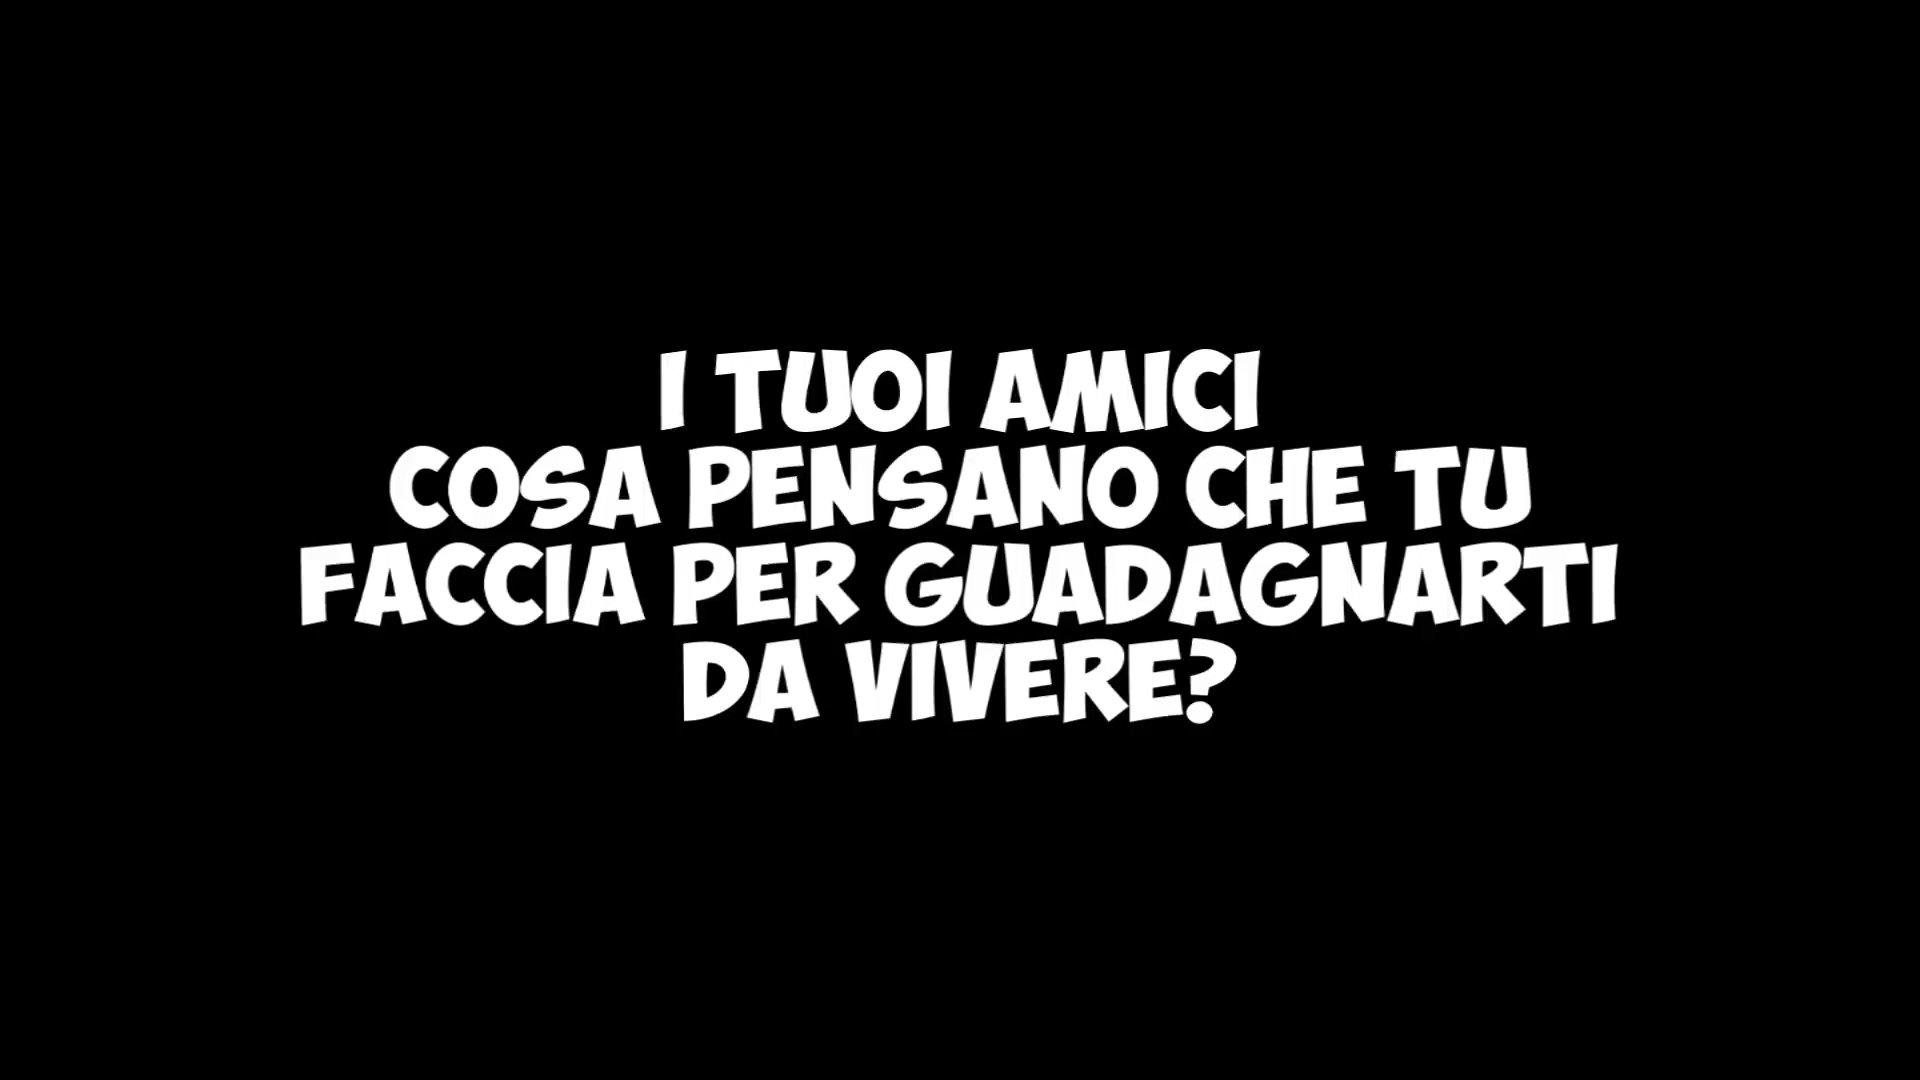 I TUOI AMICI
COSA PENSANO CHE TU
FACCIA PER GUADAGNARTI
DA VIVERE?